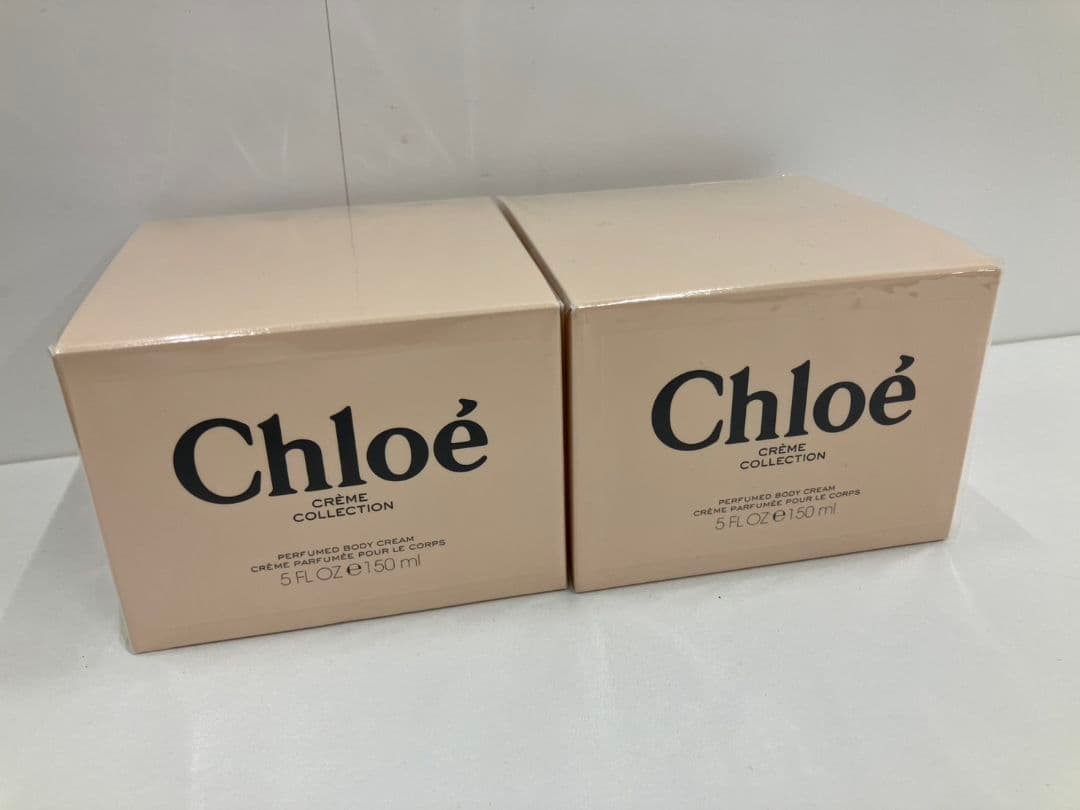 Chloé
CRÈME
COLLECTION
PERFUMED BODY CREAM
CRÈME PARFUMÉE POUR LE CORPS
5 FL OZ ℮ 150 ml
Chloé
CRÈME
COLLECTION
PERFUMED BODY CREAM
CRÈME PARFUMÉE POUR LE CORPS
5 FL OZ ℮ 150 ml